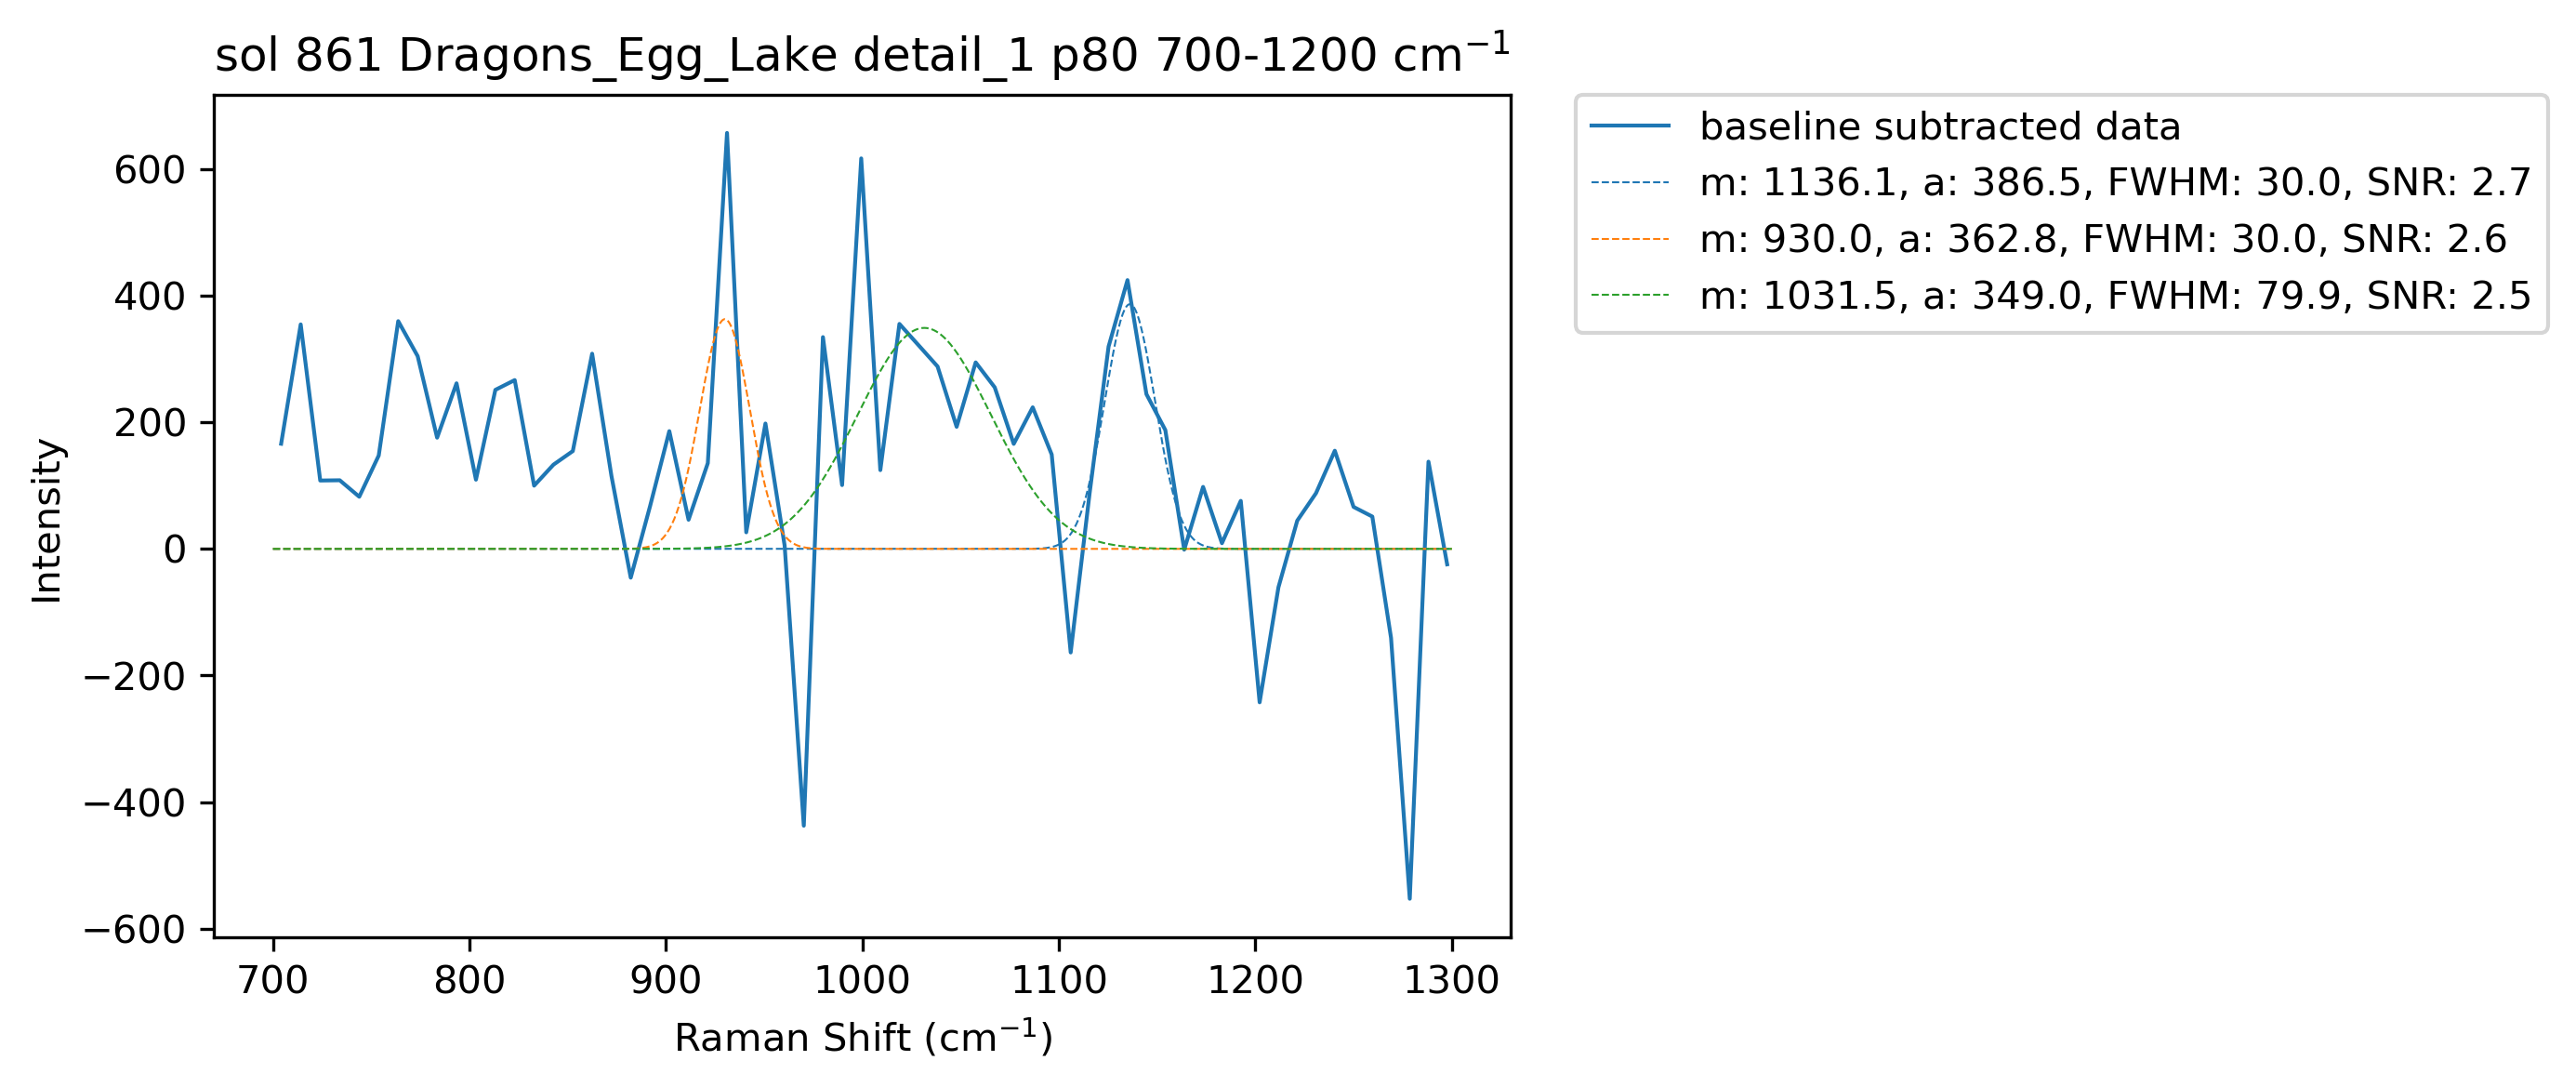 sol 861 Dragons_Egg_Lake detail_1 p80 700-1200 cm⁻¹
baseline subtracted data
m: 1136.1, a: 386.5, FWHM: 30.0, SNR: 2.7
m: 930.0, a: 362.8, FWHM: 30.0, SNR: 2.6
m: 1031.5, a: 349.0, FWHM: 79.9, SNR: 2.5
Intensity
600
400
200
0
−200
−400
−600
700 800 900 1000 1100 1200 1300
Raman Shift (cm⁻¹)